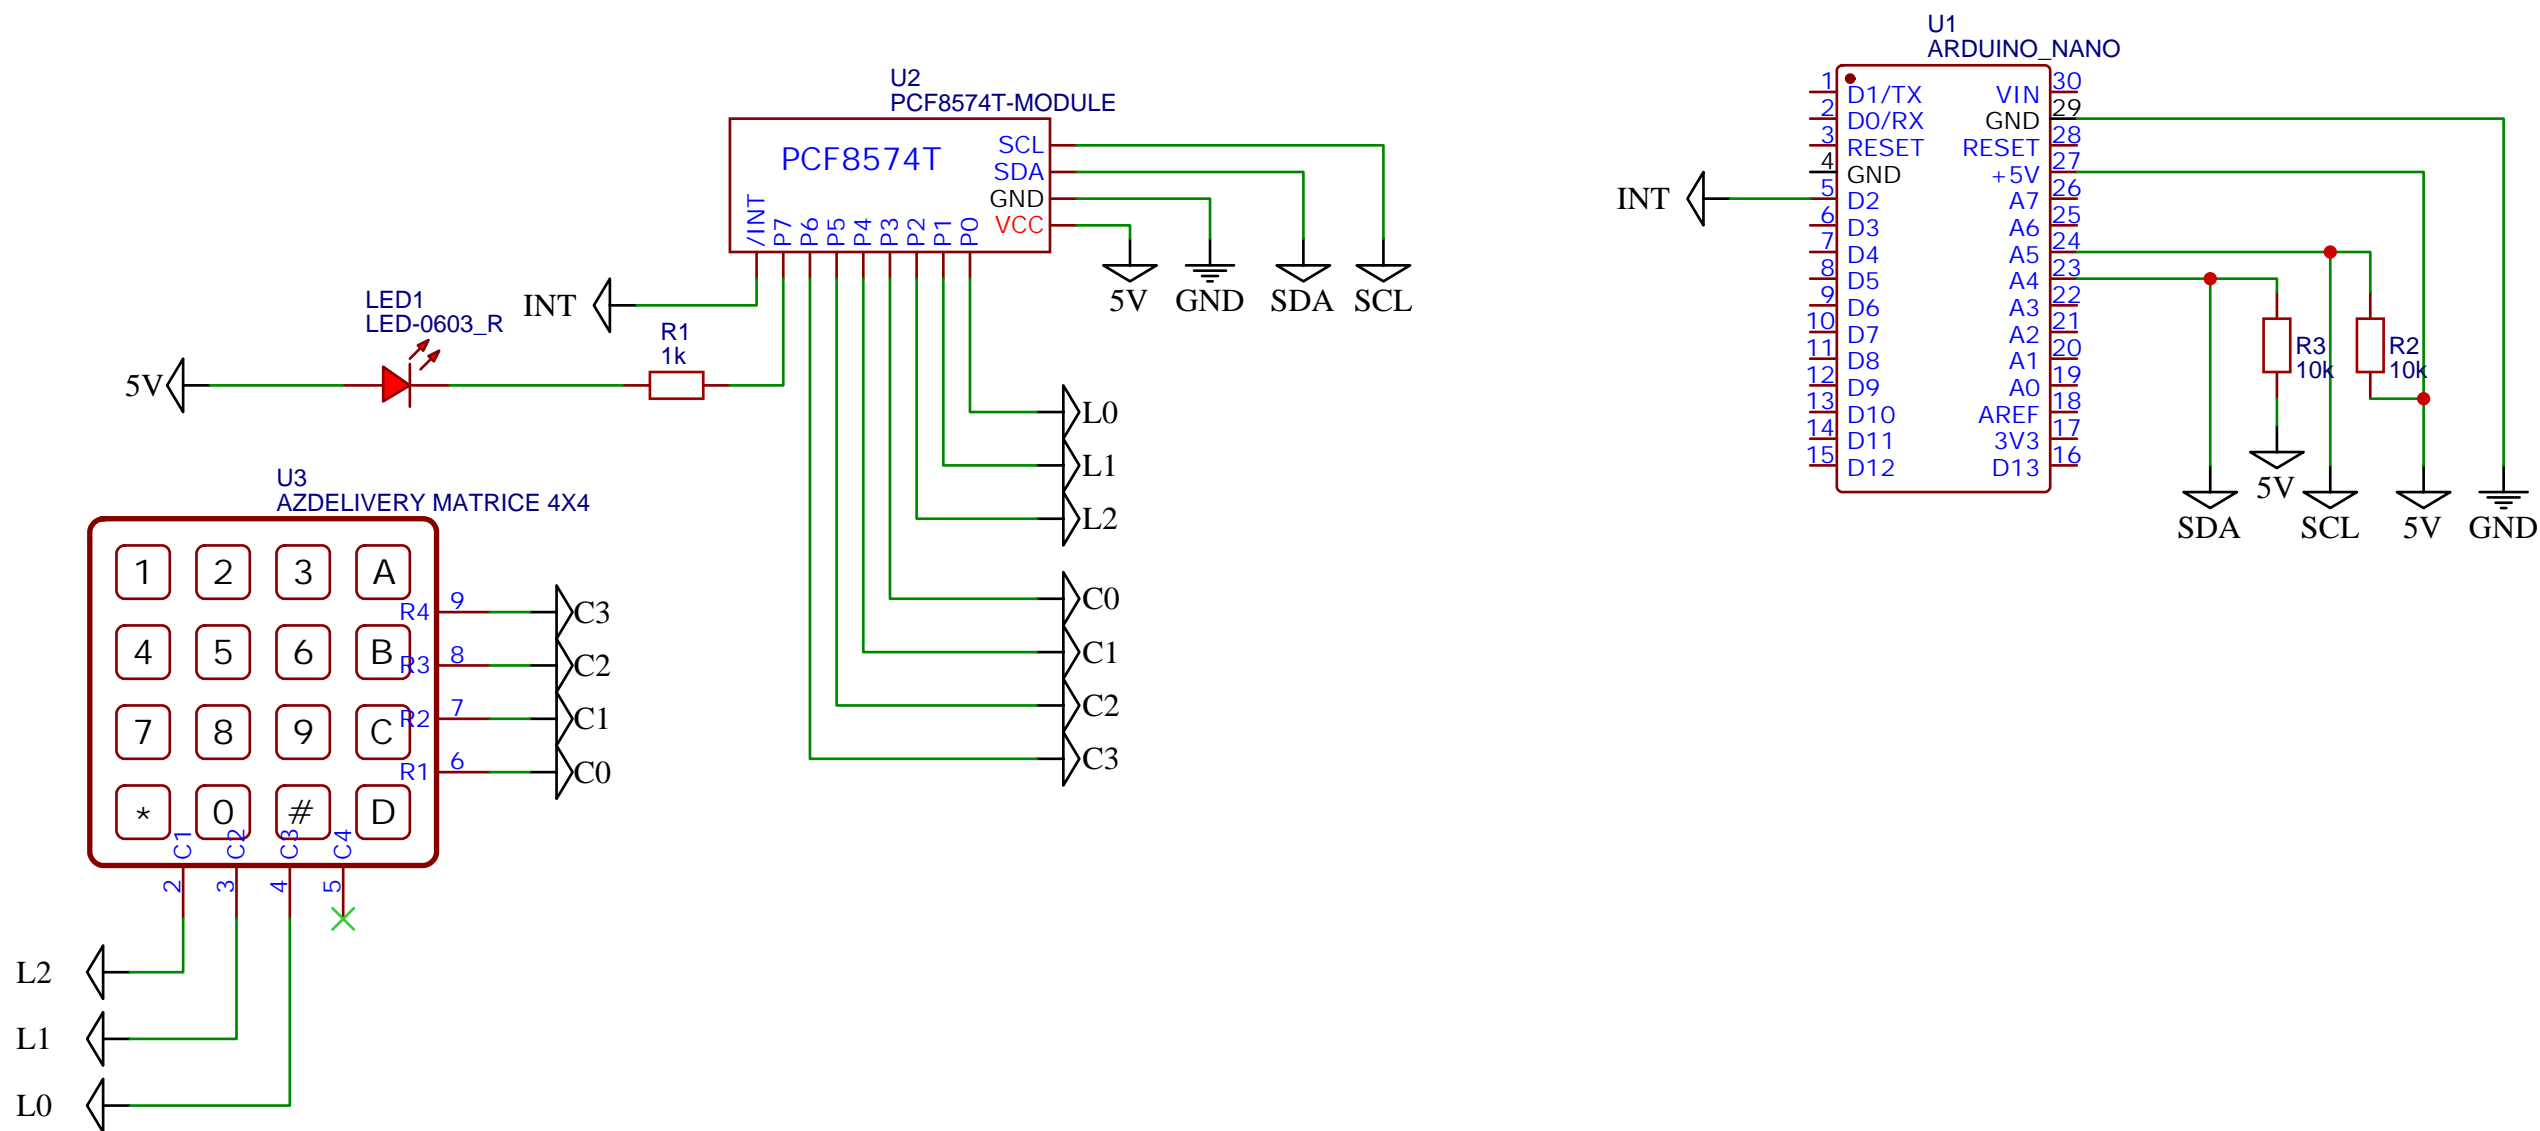 U2
PCF8574T-MODULE
PCF8574T
SCL
SDA
GND
VCC
/INT
P7
P6
P5
P4
P3
P2
P1
P0
5V
GND
SDA
SCL
INT
LED1
LED-0603_R
5V
R1
1k
L0
L1
L2
C0
C1
C2
C3
U3
AZDELIVERY MATRICE 4X4
1 2 3 A
4 5 6 B
7 8 9 C
* 0 # D
R4 9 C3
R3 8 C2
R2 7 C1
R1 6 C0
C1 C2 C3 C4
2 3 4 5
L2
L1
L0
U1
ARDUINO_NANO
1 D1/TX VIN 30
2 D0/RX GND 29
3 RESET RESET 28
4 GND +5V 27
5 D2 A7 26
6 D3 A6 25
7 D4 A5 24
8 D5 A4 23
9 D6 A3 22
10 D7 A2 21
11 D8 A1 20
12 D9 A0 19
13 D10 AREF 18
14 D11 3V3 17
15 D12 D13 16
INT
R3
10k
R2
10k
5V
SDA
SCL
5V
GND